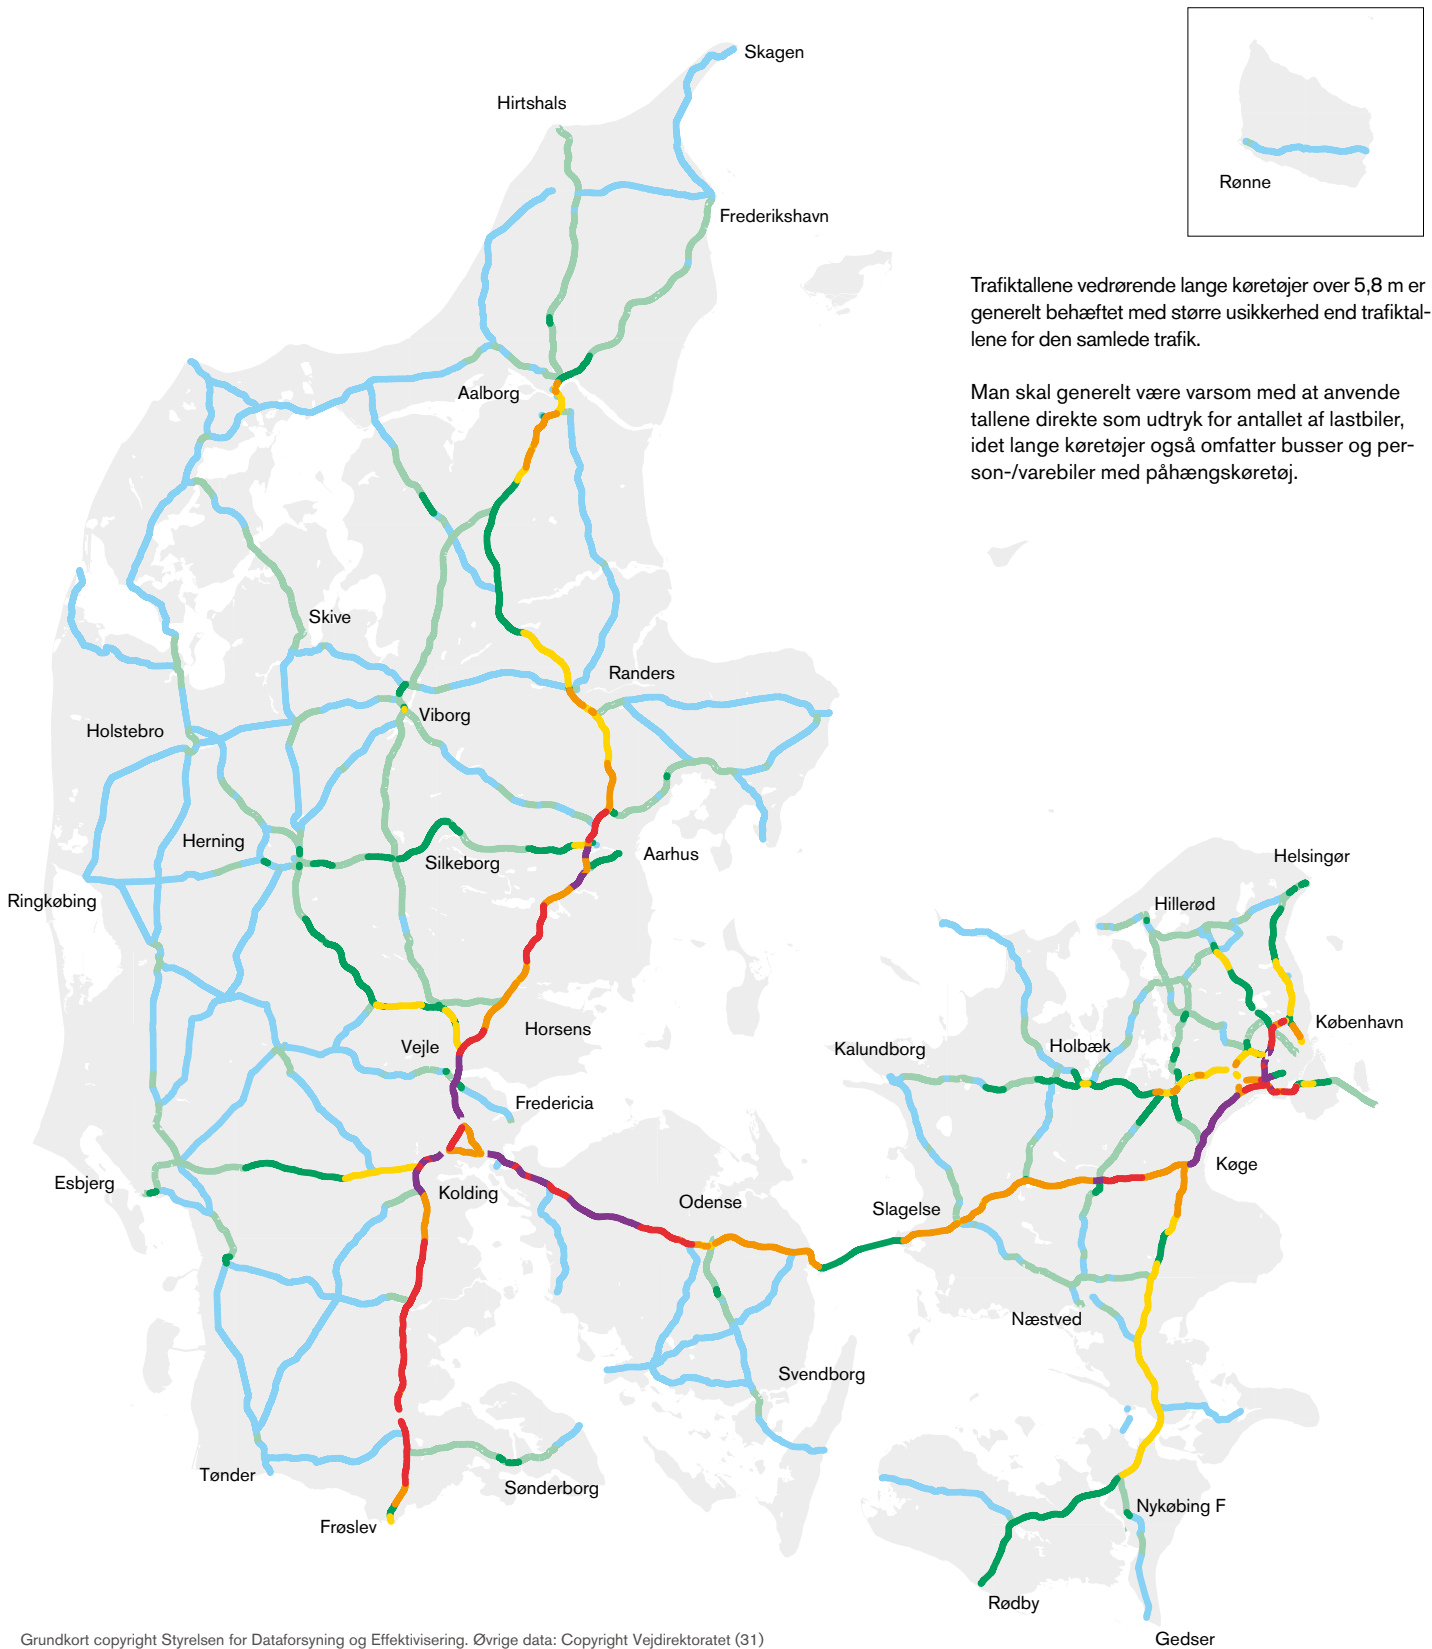 Skagen
Hirtshals
Rønne
Frederikshavn
Trafiktallene vedrørende lange køretøjer over 5,8 m er
generelt behæftet med større usikkerhed end trafiktal-
lene for den samlede trafik.
Man skal generelt være varsom med at anvende
tallene direkte som udtryk for antallet af lastbiler,
idet lange køretøjer også omfatter busser og per-
son-/varebiler med påhængskøretøj.
Aalborg
Skive
Randers
Viborg
Holstebro
Herning
Silkeborg
Aarhus
Helsingør
Ringkøbing
Hillerød
Horsens
København
Vejle
Kalundborg
Holbæk
Fredericia
Køge
Esbjerg
Kolding
Odense
Slagelse
Næstved
Svendborg
Tønder
Sønderborg
Nykøbing F
Frøslev
Rødby
Gedser
Grundkort copyright Styrelsen for Dataforsyning og Effektivisering. Øvrige data: Copyright Vejdirektoratet (31)